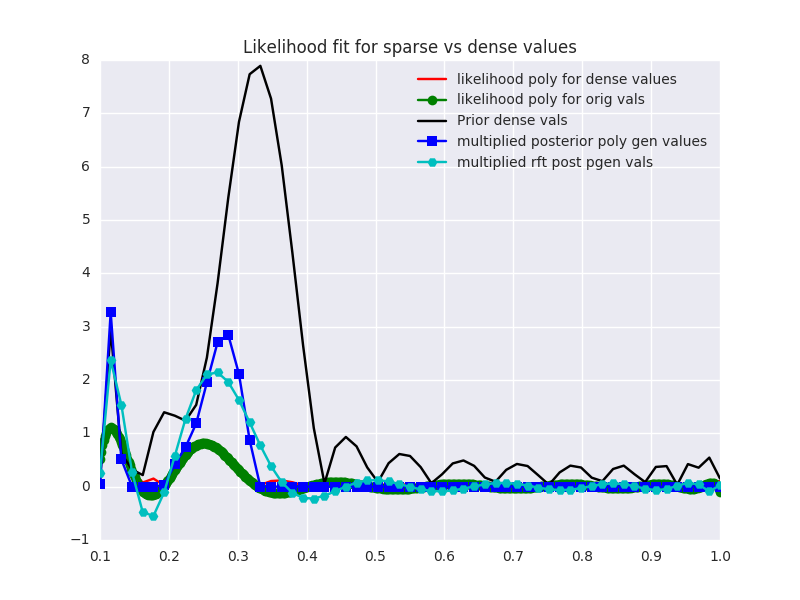 Likelihood fit for sparse vs dense values
8
7
6
5
4
3
2
1
0
−1
likelihood poly for dense values
likelihood poly for orig vals
Prior dense vals
multiplied posterior poly gen values
multiplied rft post pgen vals
0.1 0.2 0.3 0.4 0.5 0.6 0.7 0.8 0.9 1.0